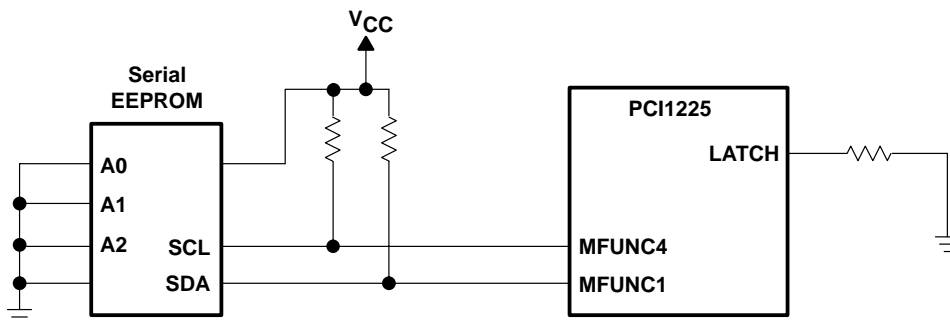 VCC
Serial
EEPROM
PCI1225
A0
LATCH
A1
A2
SCL
MFUNC4
SDA
MFUNC1